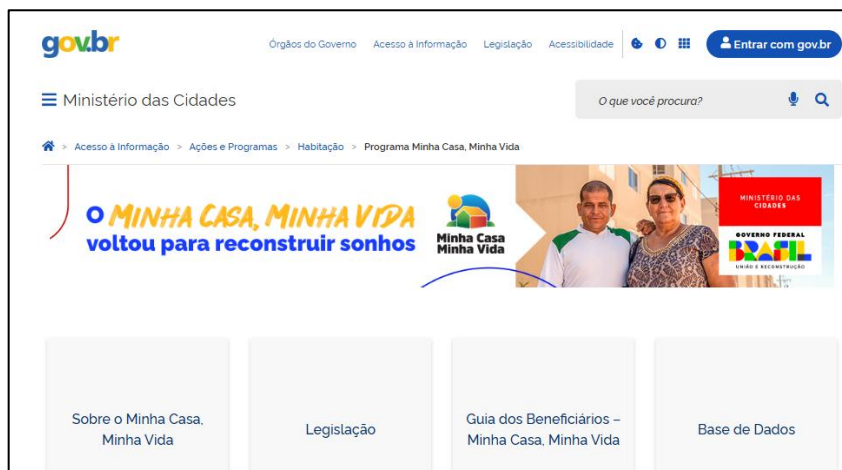 gov.br
Órgãos do Governo Acesso à Informação Legislação Acessibilidade Entrar com gov.br
Ministério das Cidades O que você procura?
> Acesso à Informação > Ações e Programas > Habitação > Programa Minha Casa, Minha Vida
O MINHA CASA, MINHA VIDA
voltou para reconstruir sonhos
Minha Casa
Minha Vida
MINISTÉRIO DAS
CIDADES
GOVERNO FEDERAL
BRASIL
UNIÃO E RECONSTRUÇÃO
Sobre o Minha Casa,
Minha Vida
Legislação
Guia dos Beneficiários –
Minha Casa, Minha Vida
Base de Dados